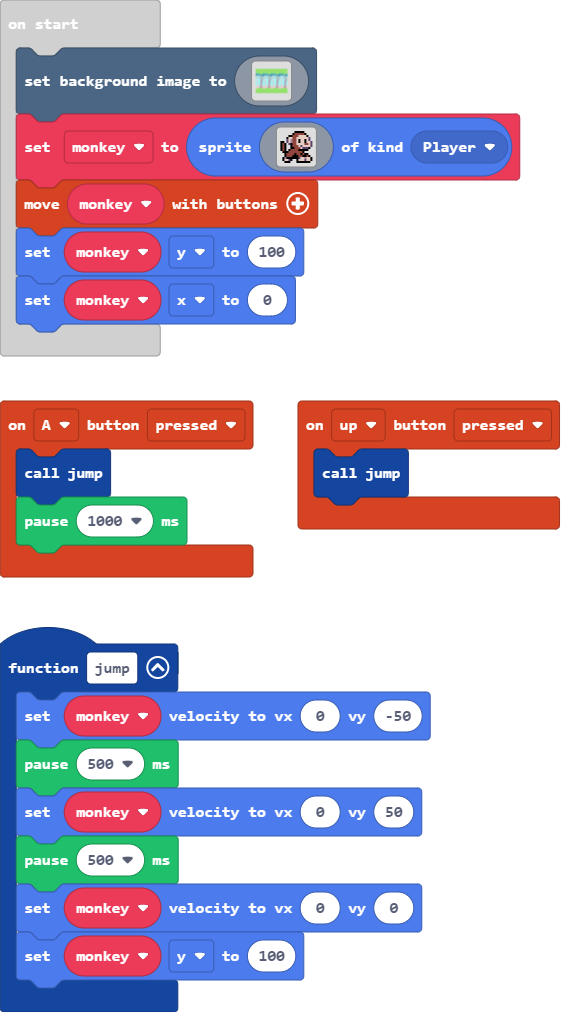 on start
set background image to
set monkey to sprite of kind Player
move monkey with buttons
set monkey y to 100
set monkey x to 0
on A button pressed
call jump
pause 1000 ms
on up button pressed
call jump
function jump
set monkey velocity to vx 0 vy -50
pause 500 ms
set monkey velocity to vx 0 vy 50
pause 500 ms
set monkey velocity to vx 0 vy 0
set monkey y to 100